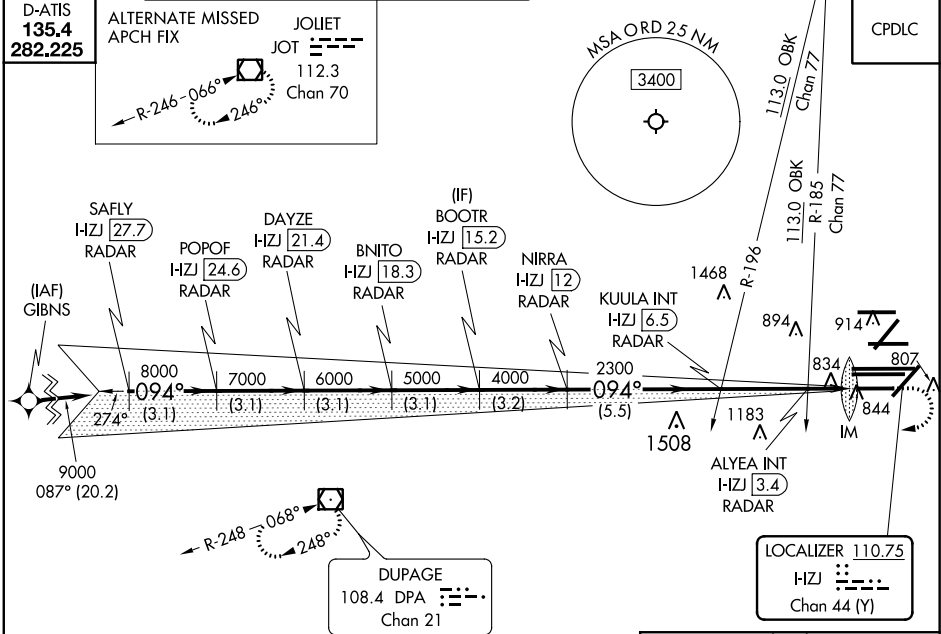 D-ATIS
135.4
282.225
ALTERNATE MISSED
APCH FIX
JOLIET
JOT
112.3
Chan 70
R-246
066°
246°
MSA ORD 25 NM
3400
113.0 OBK
Chan 77
R-196
113.0 OBK
R-185
Chan 77
CPDLC
(IAF)
GIBNS
SAFLY
I-IZJ 27.7
RADAR
POPOF
I-IZJ 24.6
RADAR
DAYZE
I-IZJ 21.4
RADAR
BNITO
I-IZJ 18.3
RADAR
(IF)
BOOTR
I-IZJ 15.2
RADAR
NIRRA
I-IZJ 12
RADAR
KUULA INT
I-IZJ 6.5
RADAR
1468
894
914
834
807
844
IM
8000
094°
(3.1)
274°
7000
(3.1)
6000
(3.1)
5000
(3.1)
4000
(3.2)
2300
094°
(5.5)
9000
087° (20.2)
1508
1183
ALYEA INT
I-IZJ 3.4
RADAR
R-248
068°
248°
DUPAGE
108.4 DPA
Chan 21
LOCALIZER 110.75
I-IZJ
Chan 44 (Y)